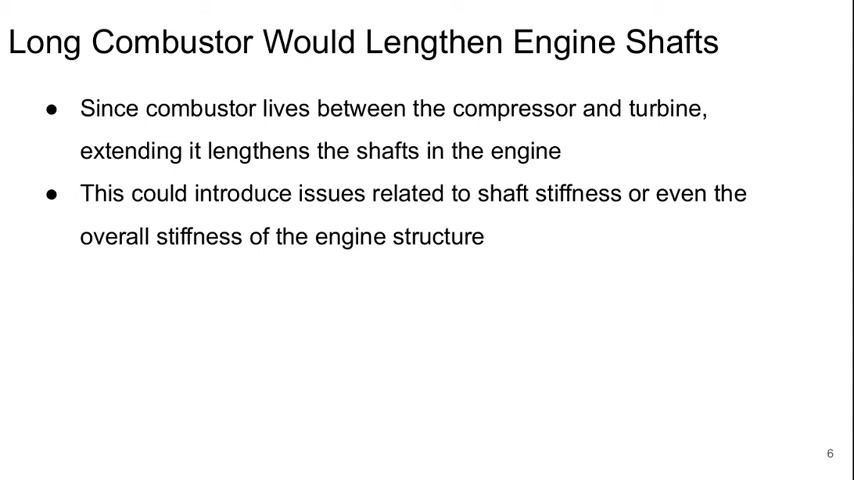 Long Combustor Would Lengthen Engine Shafts
● Since combustor lives between the compressor and turbine,
extending it lengthens the shafts in the engine
● This could introduce issues related to shaft stiffness or even the
overall stiffness of the engine structure
6